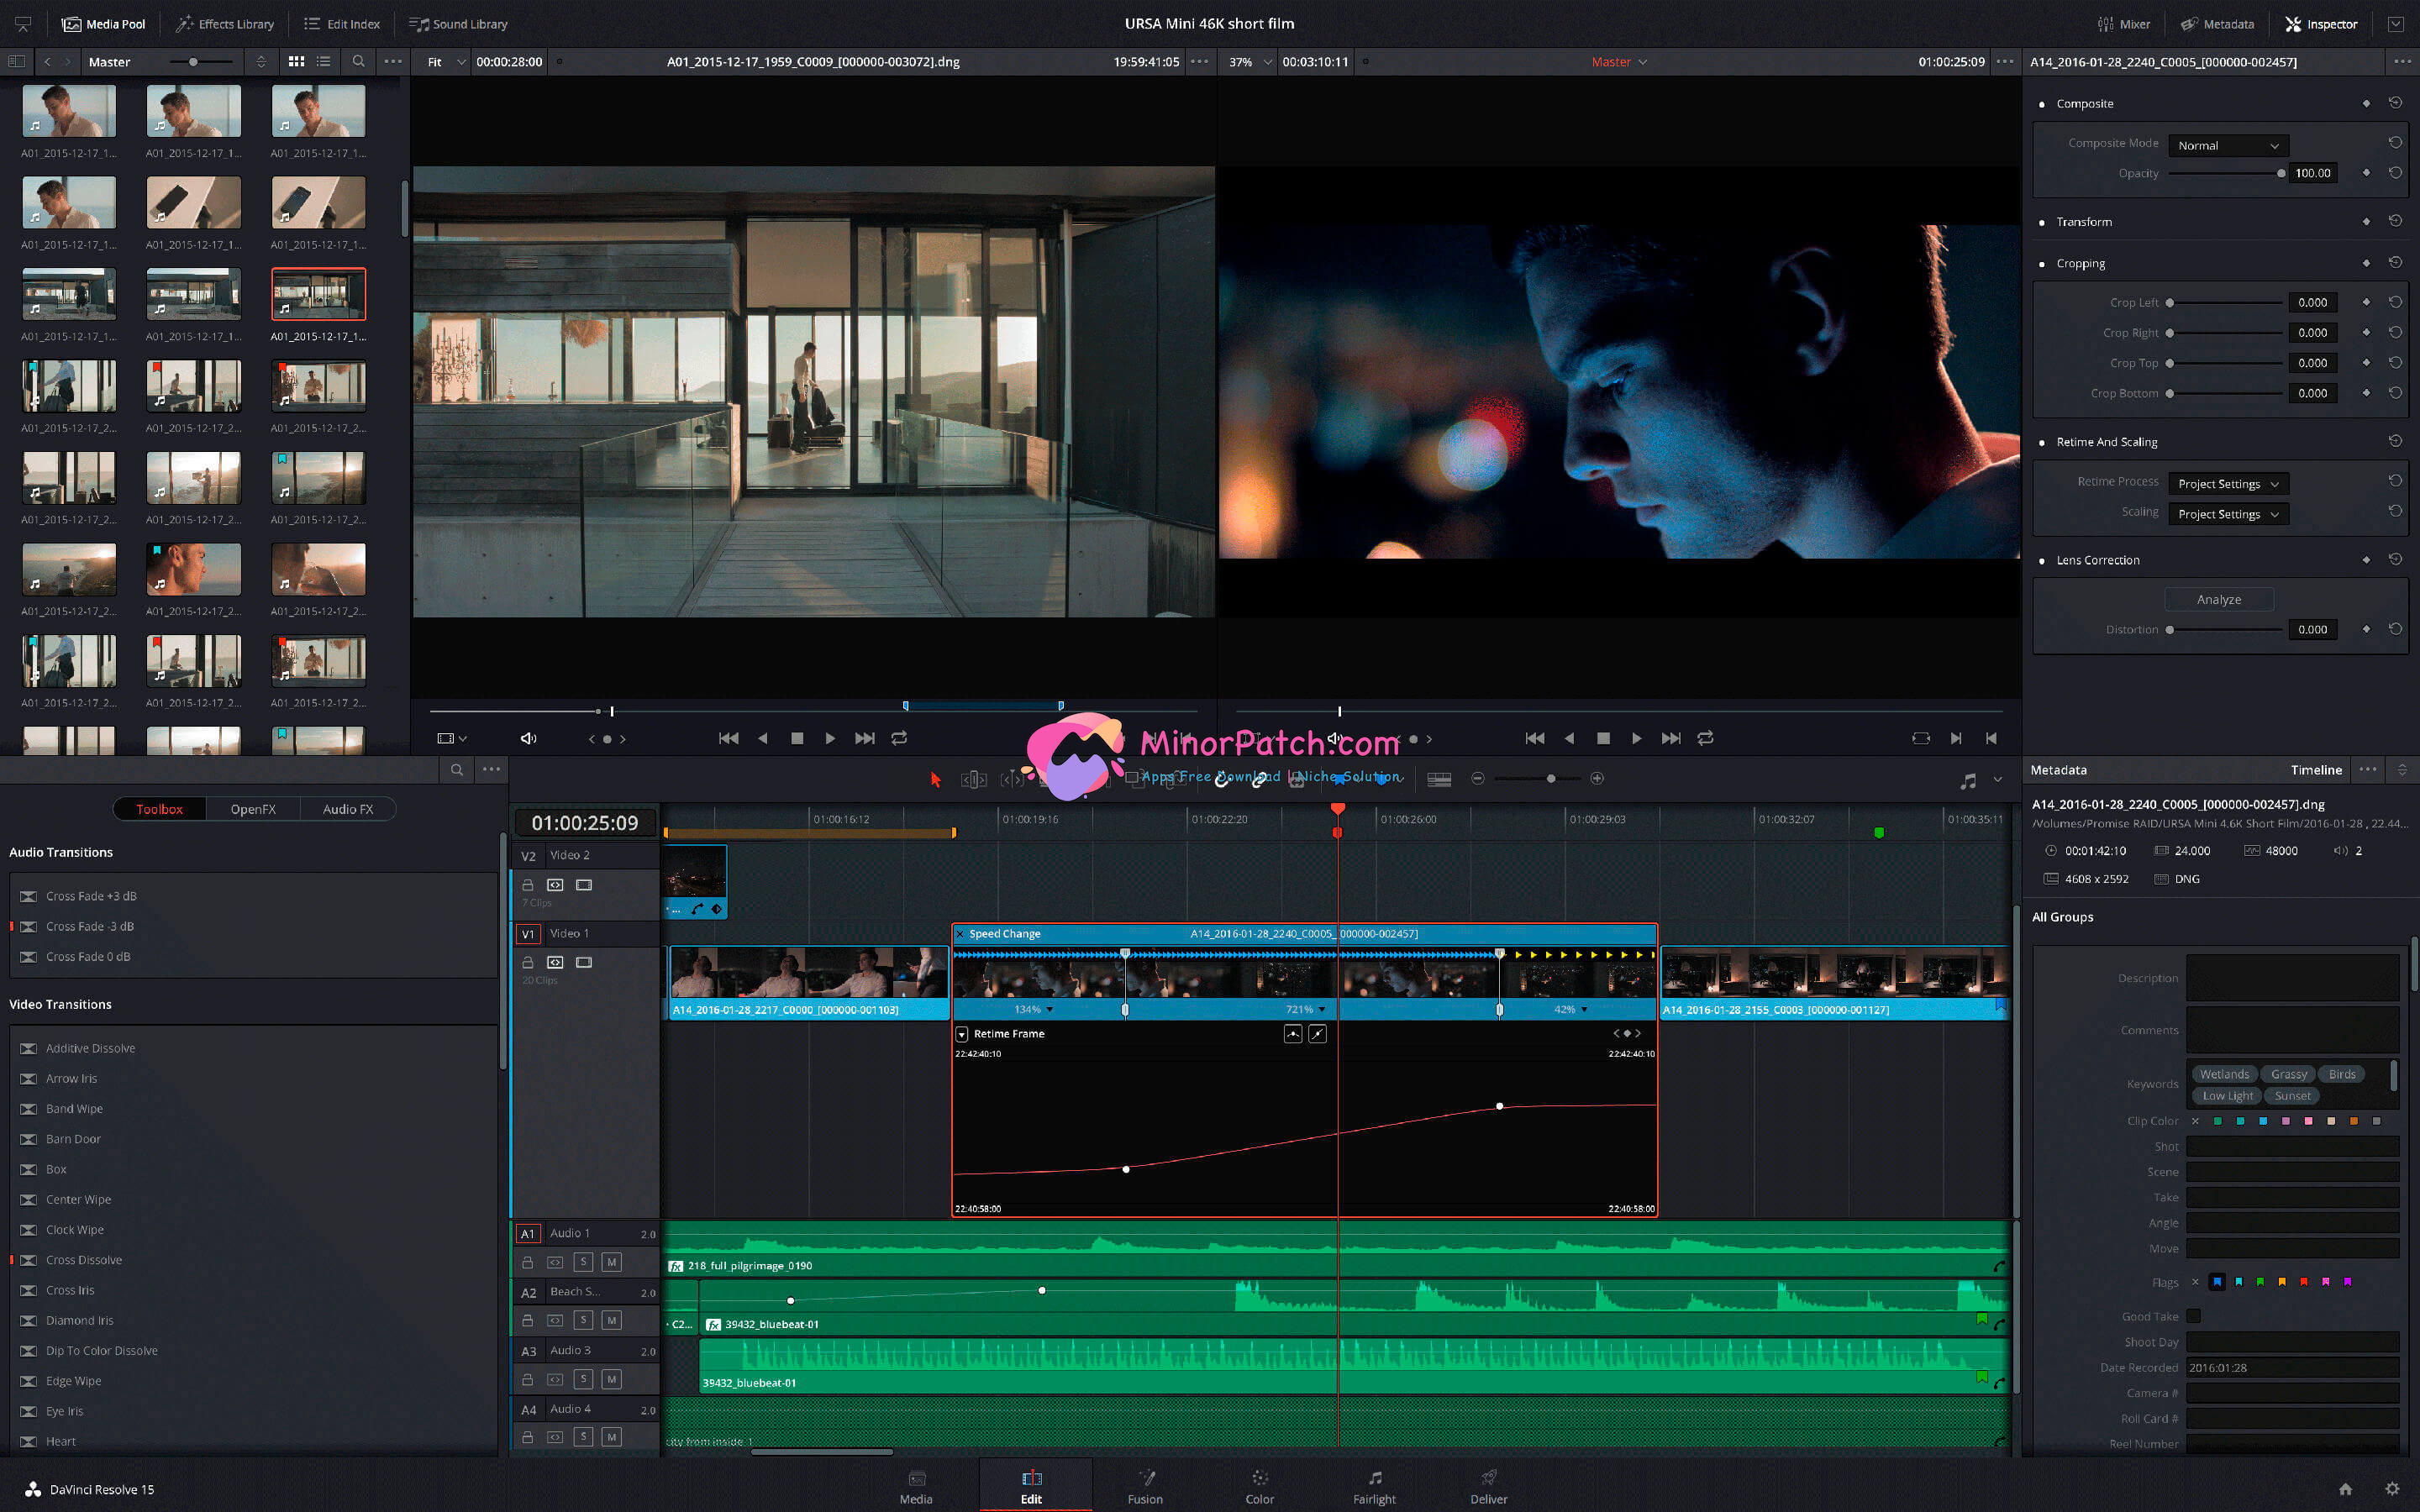 Media Pool Effects Library Edit Index Sound Library URSA Mini 46K short film Mixer Metadata Inspector
Master Fit 00:00:28:00 A01_2015-12-17_1959_C0009_[000000-003072].dng 19:59:41:05 37% 00:03:10:11 Master 01:00:25:09 A14_2016-01-28_2240_C0005_[000000-002457]
A01_2015-12-17_1... A01_2015-12-17_1... A01_2015-12-17_1...
A01_2015-12-17_1... A01_2015-12-17_1... A01_2015-12-17_1...
A01_2015-12-17_1... A01_2015-12-17_1... A01_2015-12-17_1...
A01_2015-12-17_2... A01_2015-12-17_2... A01_2015-12-17_2...
A01_2015-12-17_2... A01_2015-12-17_2... A01_2015-12-17_2...
A01_2015-12-17_2... A01_2015-12-17_2... A01_2015-12-17_2...
A01_2015-12-17_2... A01_2015-12-17_2... A01_2015-12-17_2...
Composite
Composite Mode Normal
Opacity 100.00
Transform
Cropping
Crop Left 0.000
Crop Right 0.000
Crop Top 0.000
Crop Bottom 0.000
Retime And Scaling
Retime Process Project Settings
Scaling Project Settings
Lens Correction
Analyze
Distortion 0.000
MinorPatch.com
Apps Free Download | Niche Solution
Toolbox OpenFX Audio FX
Audio Transitions
Cross Fade +3 dB
Cross Fade -3 dB
Cross Fade 0 dB
Video Transitions
Additive Dissolve
Arrow Iris
Band Wipe
Barn Door
Box
Center Wipe
Clock Wipe
Cross Dissolve
Cross Iris
Diamond Iris
Dip To Color Dissolve
Edge Wipe
Eye Iris
Heart
01:00:25:09 01:00:16:12 01:00:19:16 01:00:22:20 01:00:26:00 01:00:29:03 01:00:32:07 01:00:35:11
V2 Video 2
7 Clips
V1 Video 1
20 Clips
Speed Change A14_2016-01-28_2240_C0005_[000000-002457]
A14_2016-01-28_2217_C0000_[000000-001103] 134% 721% 42% A14_2016-01-28_2155_C0003_[000000-001127]
Retime Frame
22:42:40:10 22:42:40:10
22:40:58:00 22:40:58:00
A1 Audio 1 2.0
S M
fx 218_full_pilgrimage_0190
A2 Beach S... 2.0
S M
C2... fx 39432_bluebeat-01
A3 Audio 3 2.0
S M
39432_bluebeat-01
A4 Audio 4 2.0
S M
city from inside 1
Metadata Timeline
A14_2016-01-28_2240_C0005_[000000-002457].dng
/Volumes/Promise RAID/URSA Mini 4.6K Short Film/2016-01-28 , 22.44...
00:01:42:10 24.000 48000 2
4608 x 2592 DNG
All Groups
Description
Comments
Keywords Wetlands Grassy Birds
Low Light Sunset
Clip Color
Shot
Scene
Take
Angle
Move
Flags
Good Take
Shoot Day
Date Recorded 2016:01:28
Camera #
Roll Card #
Reel Number
DaVinci Resolve 15 Media Edit Fusion Color Fairlight Deliver